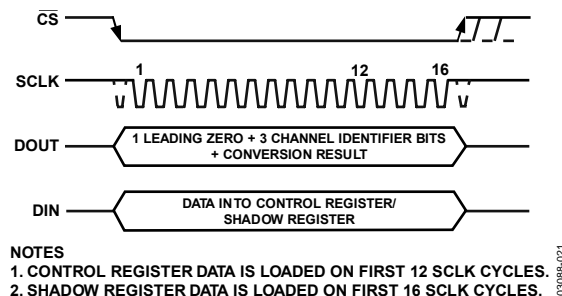 CS
SCLK
1 12 16
DOUT
1 LEADING ZERO + 3 CHANNEL IDENTIFIER BITS
+ CONVERSION RESULT
DIN
DATA INTO CONTROL REGISTER/
SHADOW REGISTER
NOTES
1. CONTROL REGISTER DATA IS LOADED ON FIRST 12 SCLK CYCLES.
2. SHADOW REGISTER DATA IS LOADED ON FIRST 16 SCLK CYCLES.
03088-021